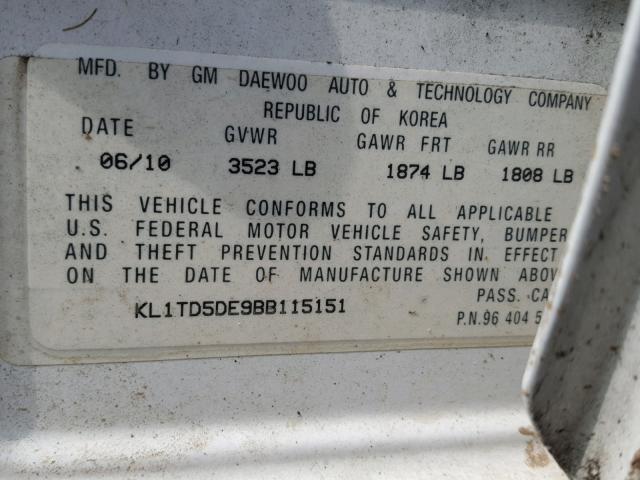 MFD. BY GM DAEWOO AUTO & TECHNOLOGY COMPANY
REPUBLIC OF KOREA
DATE GVWR GAWR FRT GAWR RR
06/10 3523 LB 1874 LB 1808 LB
THIS VEHICLE CONFORMS TO ALL APPLICABLE
U.S. FEDERAL MOTOR VEHICLE SAFETY, BUMPER
AND THEFT PREVENTION STANDARDS IN EFFECT
ON THE DATE OF MANUFACTURE SHOWN ABOV
PASS. CA
KL1TD5DE9BB115151
P.N.96 404 5